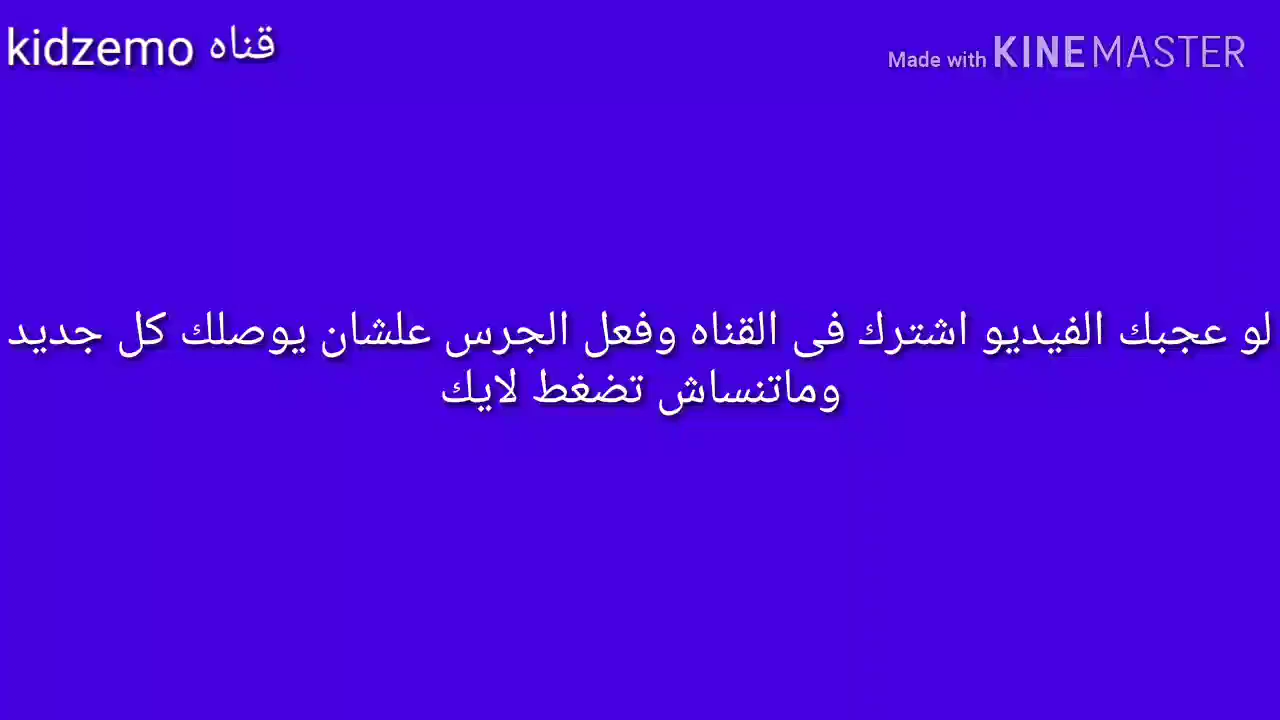 قناه kidzemo
Made with KINEMASTER
لو عجبك الفيديو اشترك فى القناه وفعل الجرس علشان يوصلك كل جديد
وماتنساش تضغط لايك